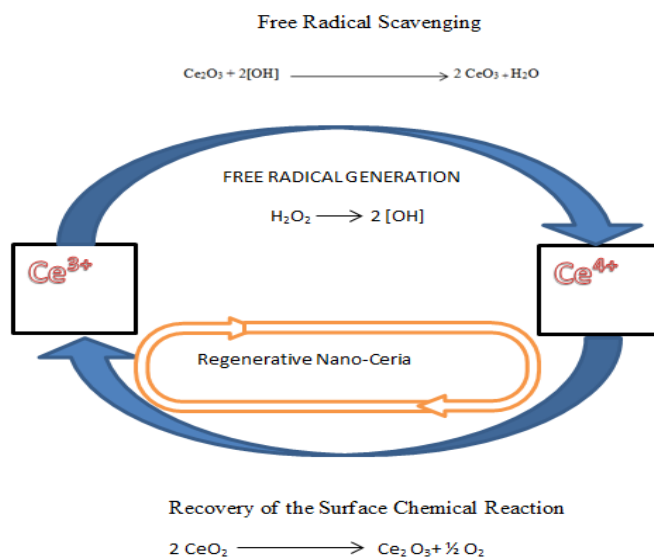 Free Radical Scavenging
Ce₂O₃ + 2[OH] ⟶ 2 CeO₃ + H₂O
FREE RADICAL GENERATION
H₂O₂ ⟶ 2 [OH]
Ce³⁺
Ce⁴⁺
Regenerative Nano-Ceria
Recovery of the Surface Chemical Reaction
2 CeO₂ ⟶ Ce₂ O₃+ ½ O₂